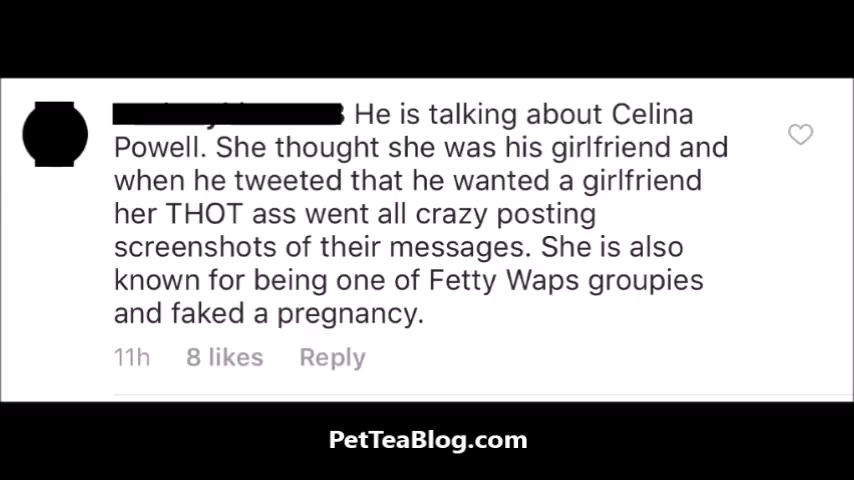 He is talking about Celina
Powell. She thought she was his girlfriend and
when he tweeted that he wanted a girlfriend
her THOT ass went all crazy posting
screenshots of their messages. She is also
known for being one of Fetty Waps groupies
and faked a pregnancy.
11h 8 likes Reply
PetTeaBlog.com